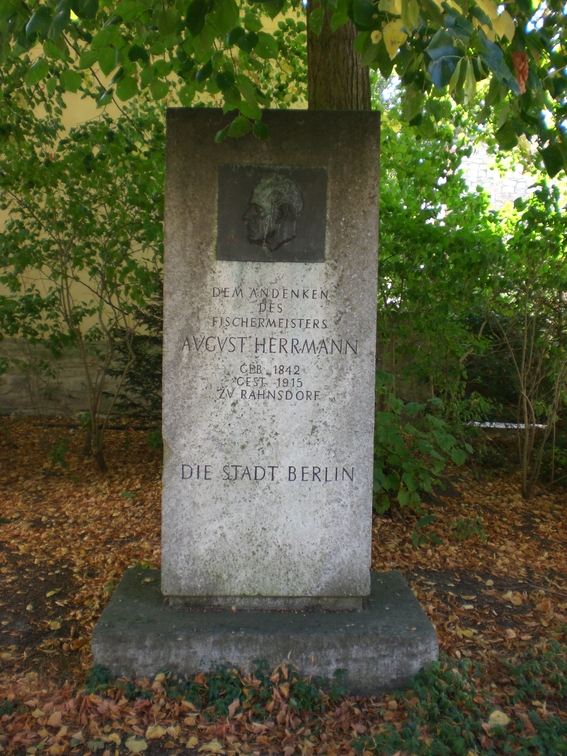 DEM ANDENKEN
DES
FISCHERMEISTERS
AVGVST HERRMANN
GEB. 1842
GEST. 1915
ZV RAHNSDORF
DIE STADT BERLIN